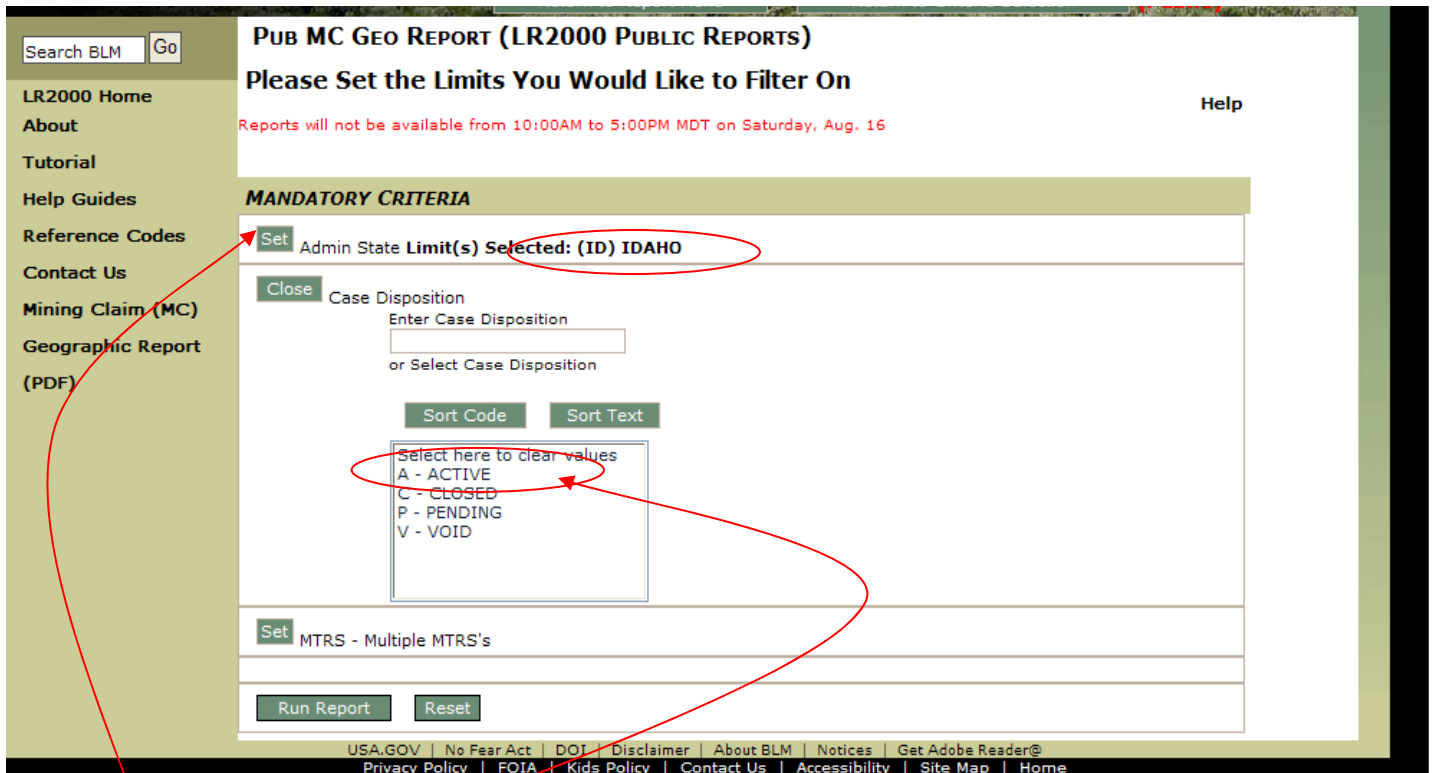 Search BLM Go
LR2000 Home
About
Tutorial
Help Guides
Reference Codes
Contact Us
Mining Claim (MC)
Geographic Report
(PDF)
PUB MC GEO REPORT (LR2000 PUBLIC REPORTS)
Please Set the Limits You Would Like to Filter On
Help
Reports will not be available from 10:00AM to 5:00PM MDT on Saturday, Aug. 16
MANDATORY CRITERIA
Set Admin State Limit(s) Selected: (ID) IDAHO
Close Case Disposition
Enter Case Disposition
or Select Case Disposition
Sort Code Sort Text
Select here to clear values
A - ACTIVE
C - CLOSED
P - PENDING
V - VOID
Set MTRS - Multiple MTRS's
Run Report Reset
USA.GOV | No Fear Act | DOI | Disclaimer | About BLM | Notices | Get Adobe Reader@
Privacy Policy | FOIA | Kids Policy | Contact Us | Accessibility | Site Map | Home